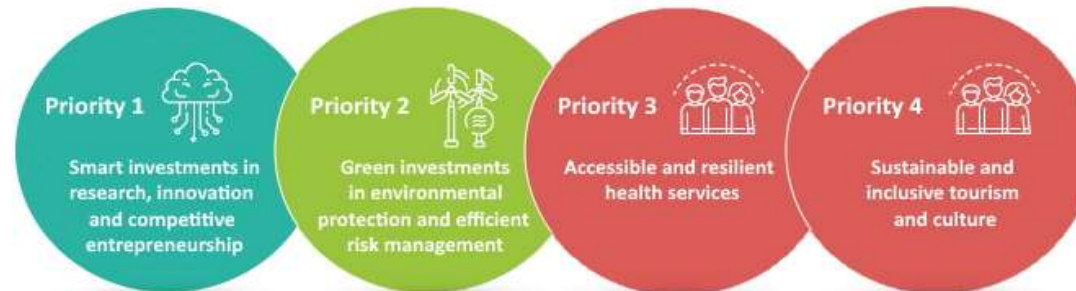 Priority 1
Smart investments in
research, innovation
and competitive
entrepreneurship
Priority 2
Green investments
in environmental
protection and efficient
risk management
Priority 3
Accessible and resilient
health services
Priority 4
Sustainable and
inclusive tourism
and culture